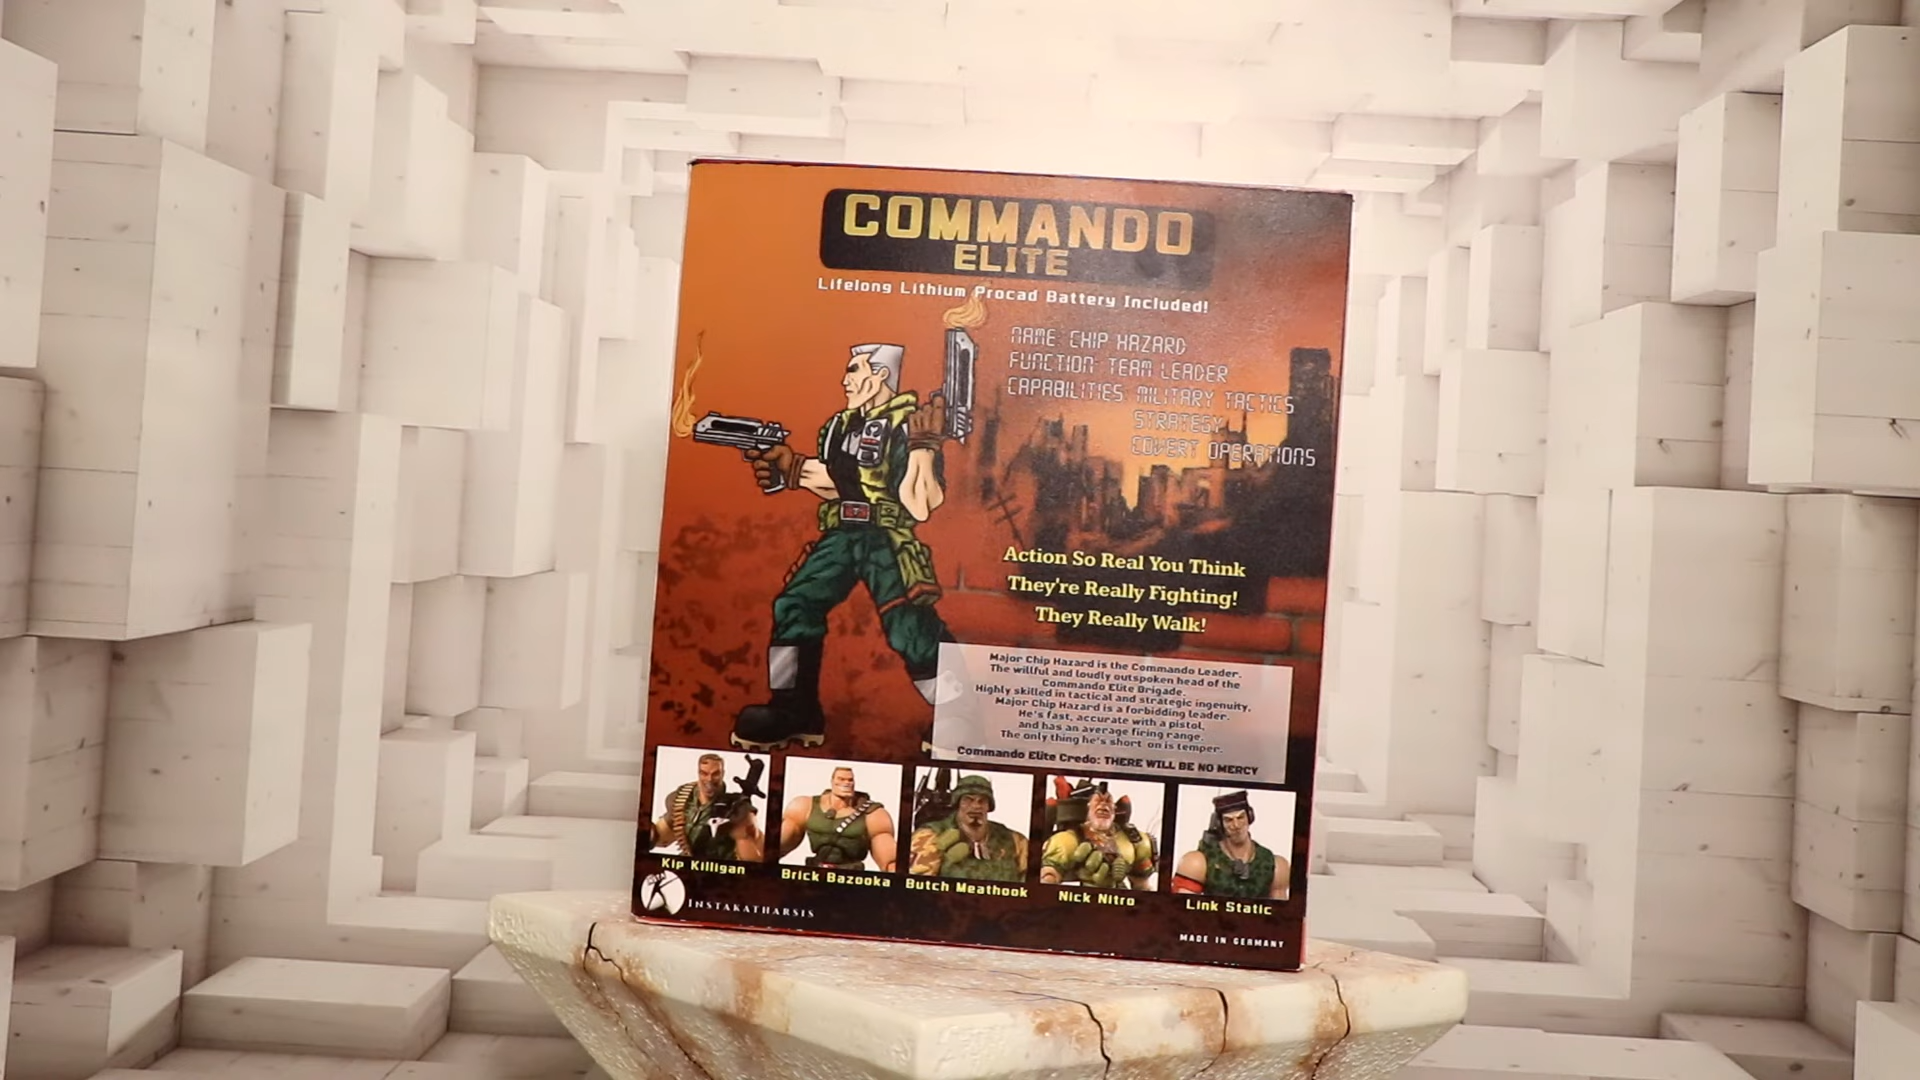 COMMANDO
ELITE
Lifelong Lithium Procad Battery Included!
NAME: CHIP HAZARD
FUNCTION: TEAM LEADER
CAPABILITIES: MILITARY TACTICS
STRATEGY
COVERT OPERATIONS
Action So Real You Think
They're Really Fighting!
They Really Walk!
Major Chip Hazard is the Commando Leader.
The willful and loudly outspoken head of the
Commando Elite Brigade.
Highly skilled in tactical and strategic ingenuity,
Major Chip Hazard is a forbidding leader.
He's fast, accurate with a pistol,
and has an average firing range.
The only thing he's short on is temper.
Commando Elite Credo: THERE WILL BE NO MERCY
Kip Killigan
Brick Bazooka
Butch Meathook
Nick Nitro
Link Static
INSTAKATHARSIS
MADE IN GERMANY